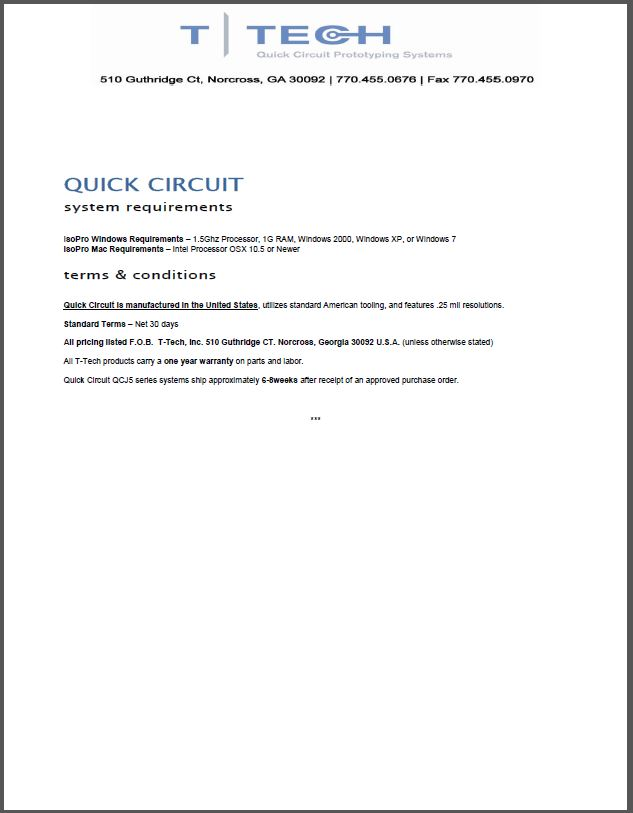 T | TECH
Quick Circuit Prototyping Systems
510 Guthridge Ct, Norcross, GA 30092 | 770.455.0676 | Fax 770.455.0970
QUICK CIRCUIT
system requirements
IsoPro Windows Requirements – 1.5Ghz Processor, 1G RAM, Windows 2000, Windows XP, or Windows 7
IsoPro Mac Requirements – Intel Processor OSX 10.5 or Newer
terms & conditions
Quick Circuit is manufactured in the United States, utilizes standard American tooling, and features .25 mil resolutions.
Standard Terms – Net 30 days
All pricing listed F.O.B. T-Tech, Inc. 510 Guthridge CT. Norcross, Georgia 30092 U.S.A. (unless otherwise stated)
All T-Tech products carry a one year warranty on parts and labor.
Quick Circuit QCJ5 series systems ship approximately 6-8weeks after receipt of an approved purchase order.
***